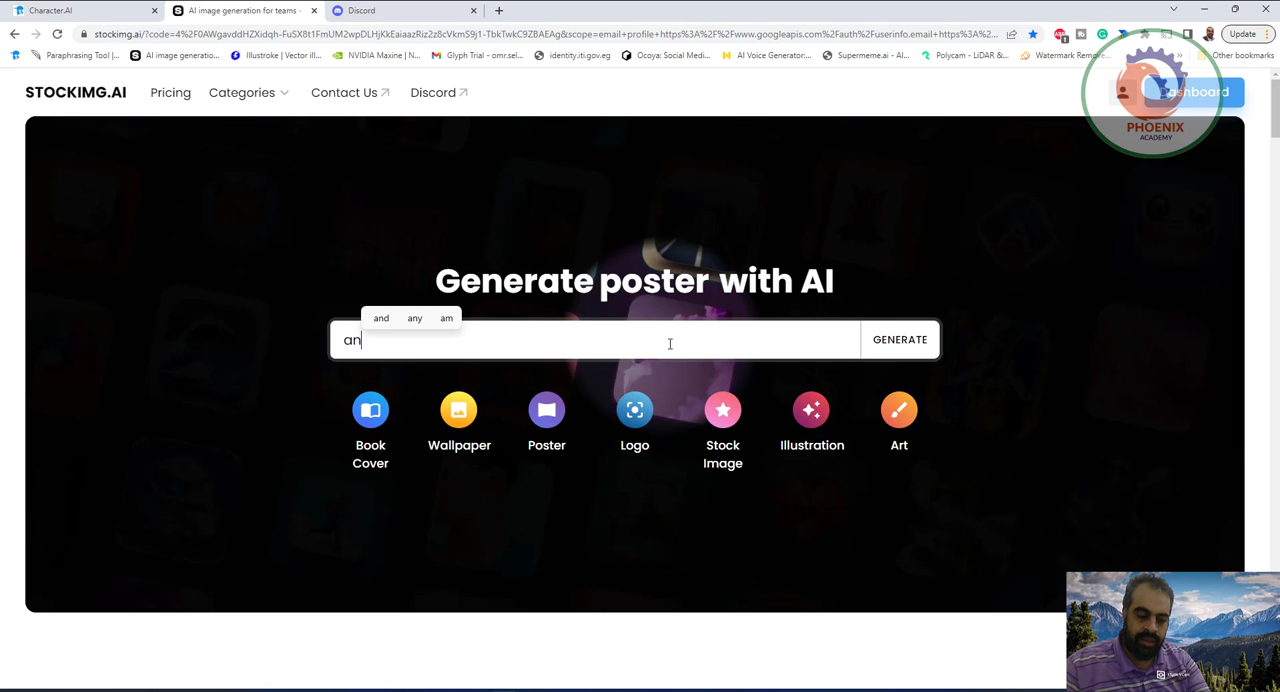 Character.AI
AI image generation for teams -
Discord
stockimg.ai/?code=4%2F0AWgavddHZXidqh-FuSX8t1FmUM2wpDLHjKkEaiaazRiz2z8cVkmS9j1-TbkTwkC9ZBAEAg&scope=email+profile+https%3A%2F%2Fwww.googleapis.com%2Fauth%2Fuserinfo.email+https%3A%2...
Update
Paraphrasing Tool |...
AI image generatio...
Illustroke | Vector ill...
NVIDIA Maxine | N...
Glyph Trial - omr.sel...
identity.iti.gov.eg
Ocoya: Social Medi...
AI Voice Generator:...
Supermeme.ai - AI...
Polycam - LiDAR &...
Watermark Rem
Other bookmarks
STOCKIMG.AI
Pricing
Categories
Contact Us
Discord
Dashboard
PHOENIX
ACADEMY
Generate poster with AI
and any am
an
GENERATE
Book
Cover
Wallpaper
Poster
Logo
Stock
Image
Illustration
Art